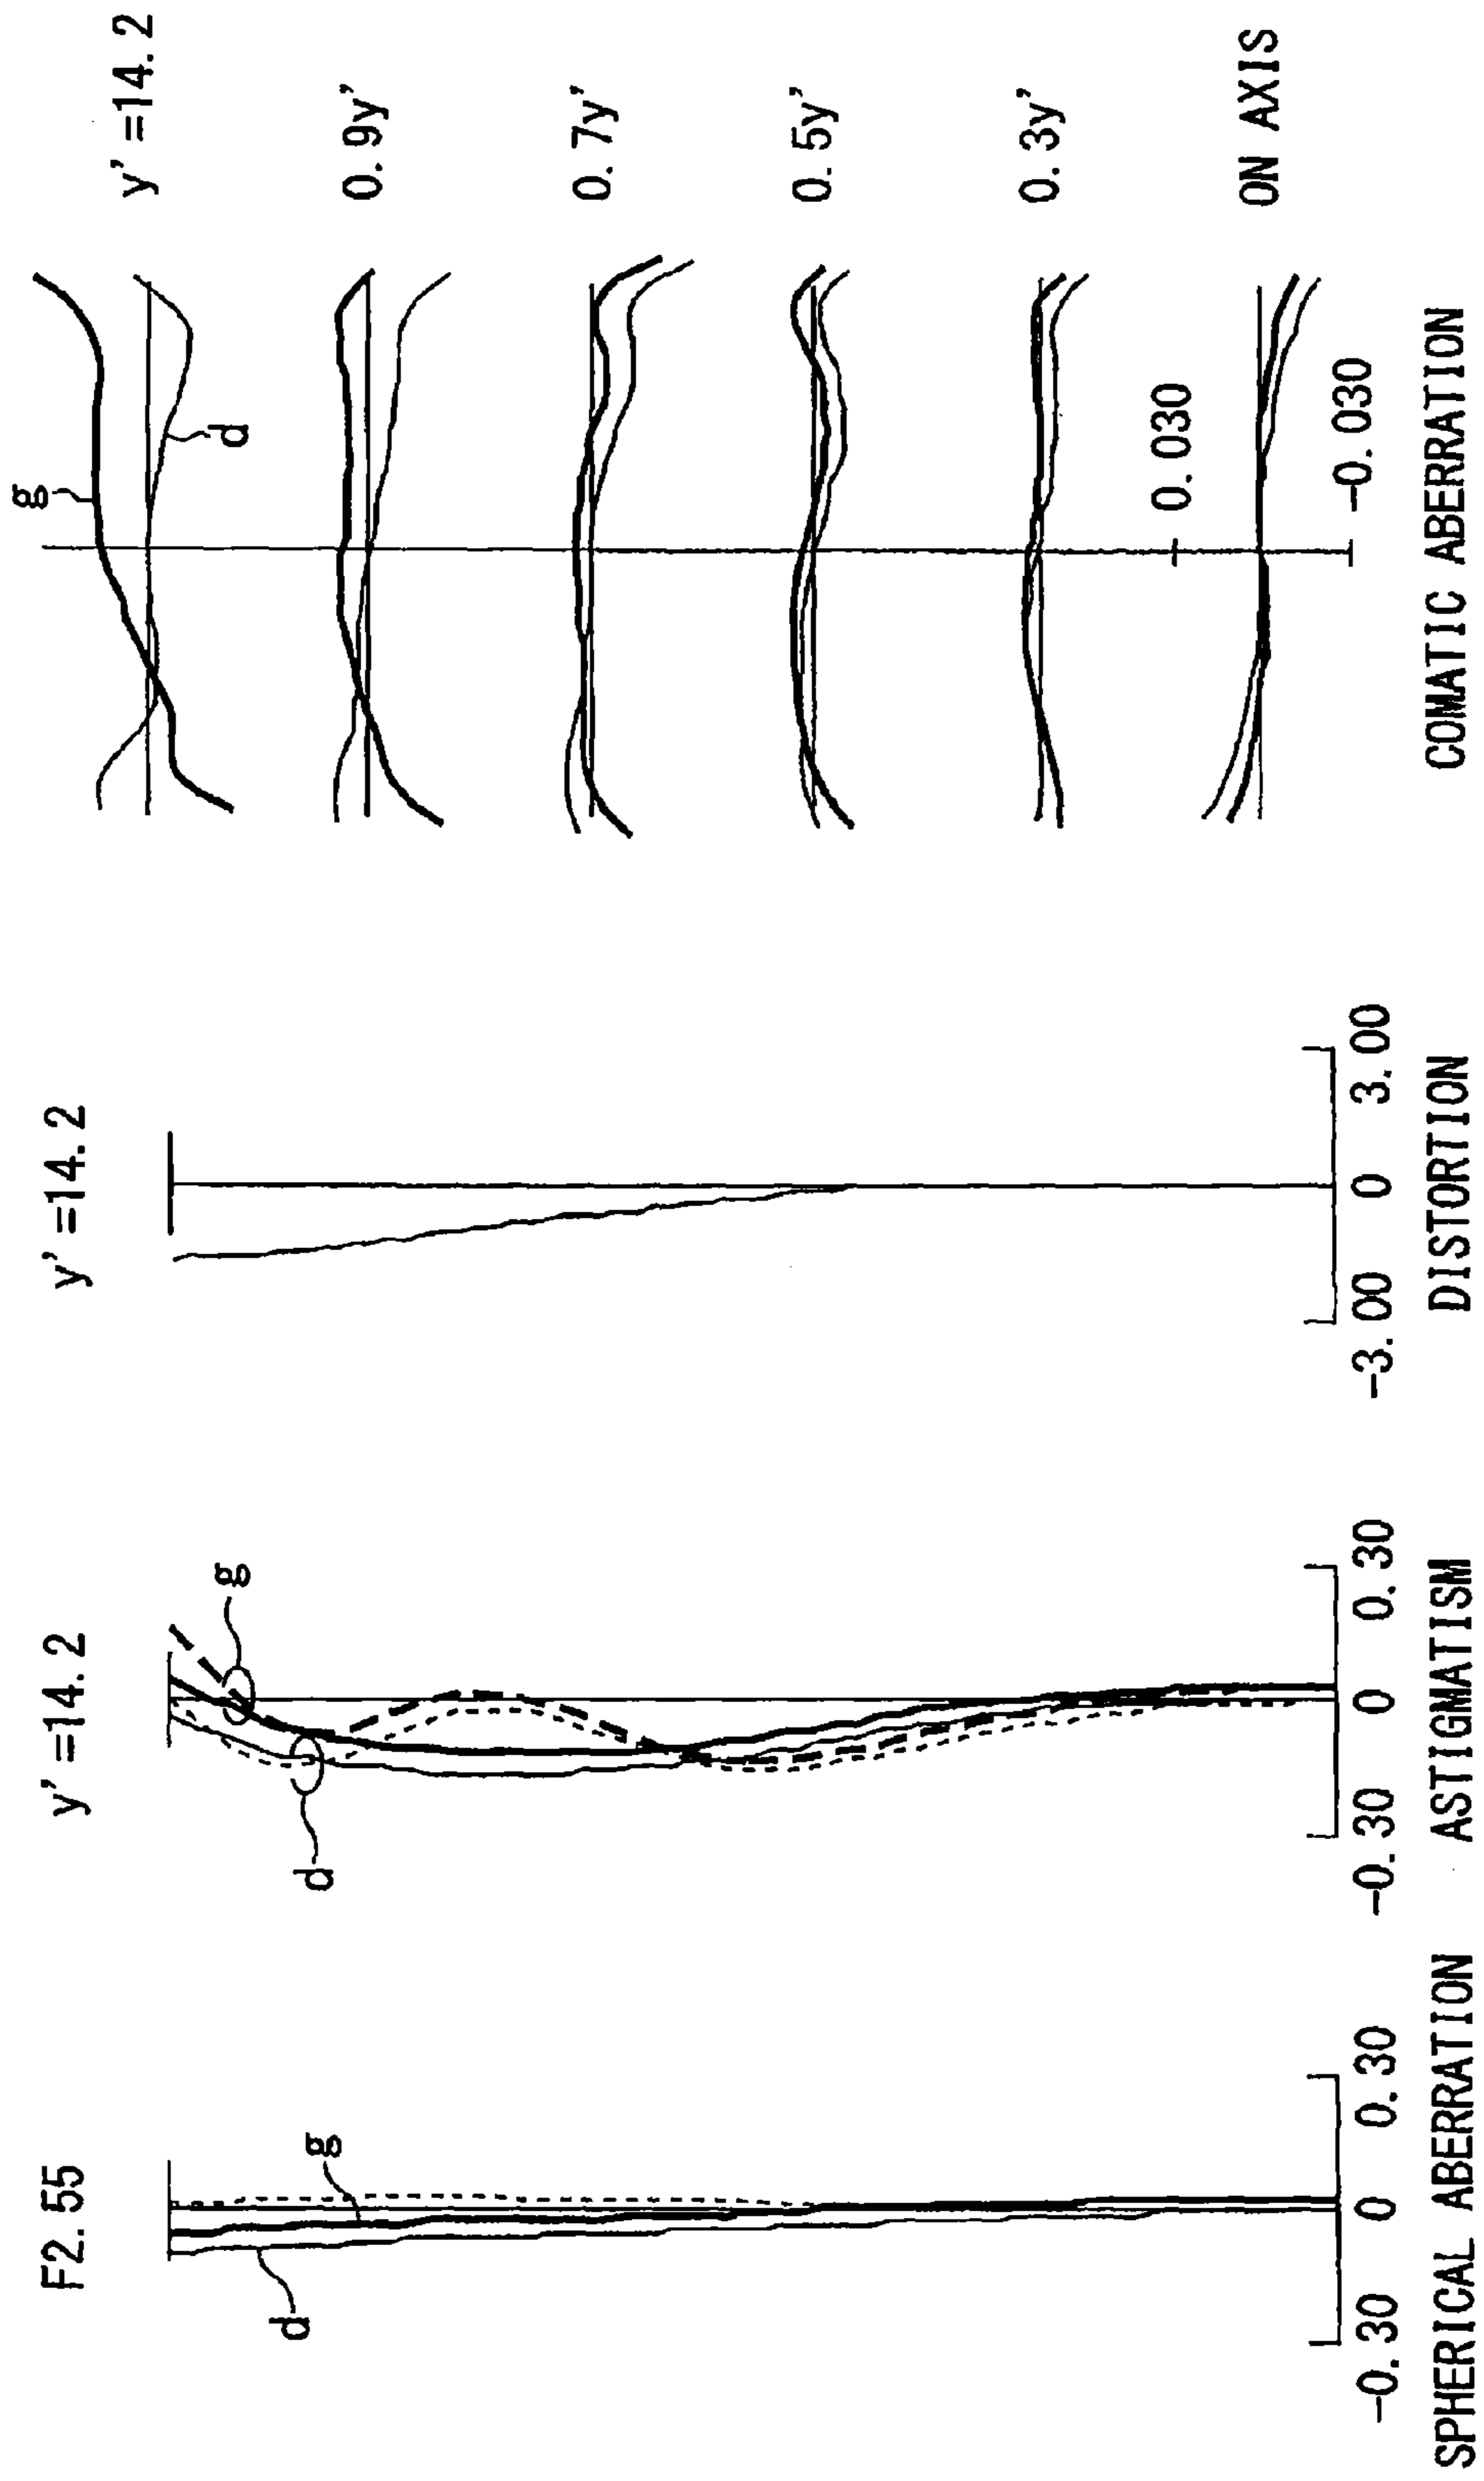 F2. 55
d
g
-0. 30
0
0. 30
SPHERICAL ABERRATION
y' =14. 2
d
g
-0. 30
0
0. 30
ASTIGMATISM
y' =14. 2
-3. 00
0
3. 00
DISTORTION
g
d
y' =14. 2
0. 9y'
0. 7y'
0. 5y'
0. 3y'
0. 030
ON AXIS
-0. 030
COMATIC ABERRATION